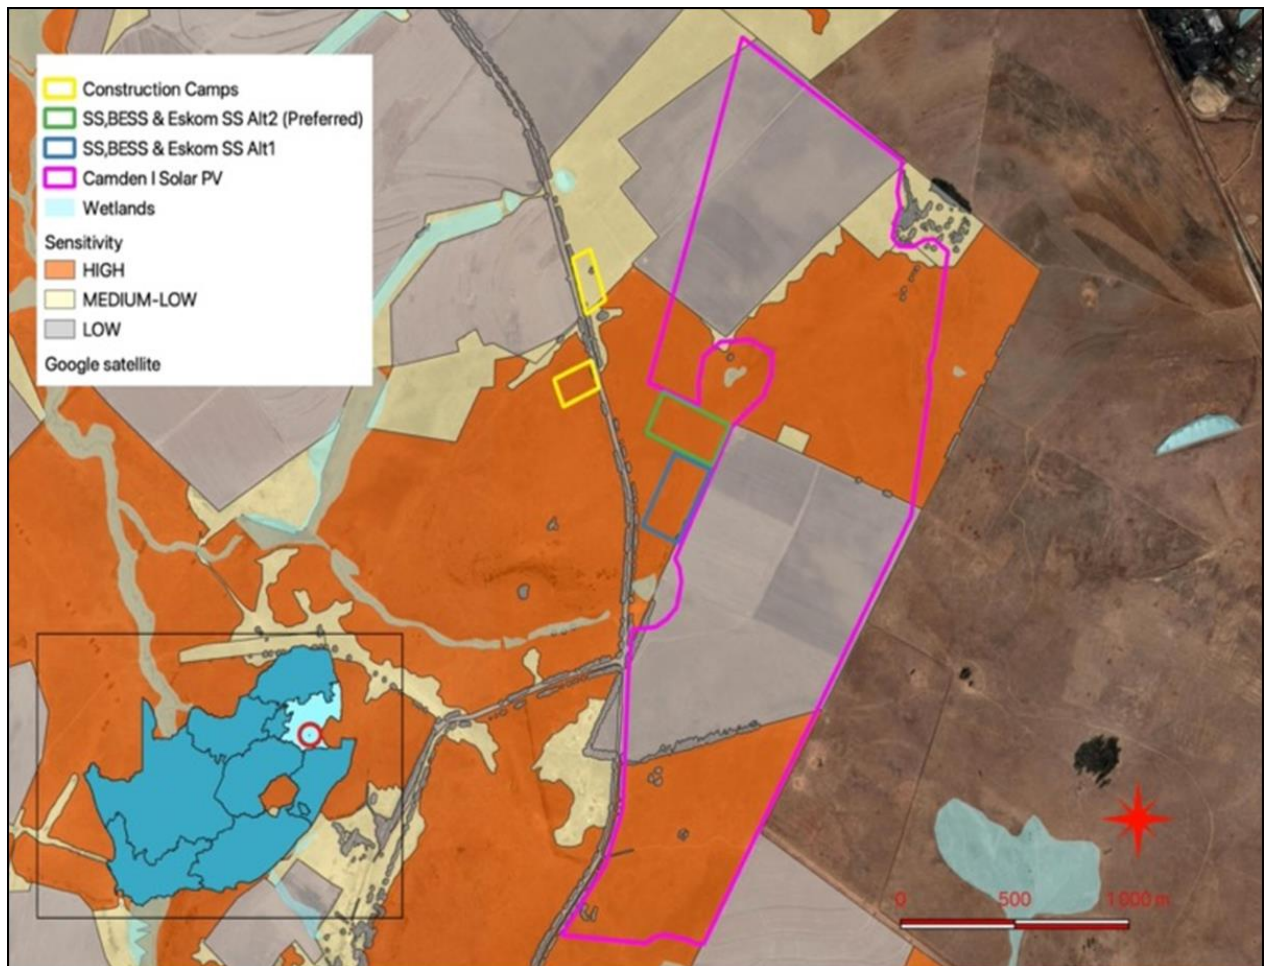 Construction Camps
SS,BESS & Eskom SS Alt2 (Preferred)
SS,BESS & Eskom SS Alt1
Camden I Solar PV
Wetlands
Sensitivity
HIGH
MEDIUM-LOW
LOW
Google satellite
0 500 1000 m